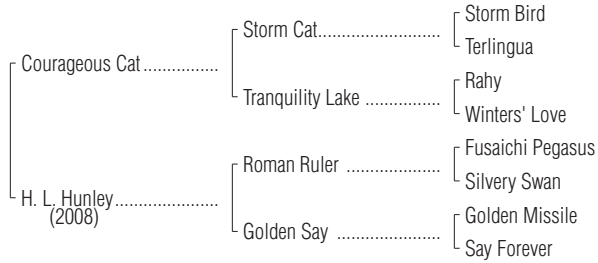 Storm Bird
Storm Cat..........................
Terlingua
Courageous Cat ................
Rahy
Tranquility Lake ................
Winters' Love
Fusaichi Pegasus
Roman Ruler ....................
Silvery Swan
H. L. Hunley......................
(2008)
Golden Missile
Golden Say ......................
Say Forever